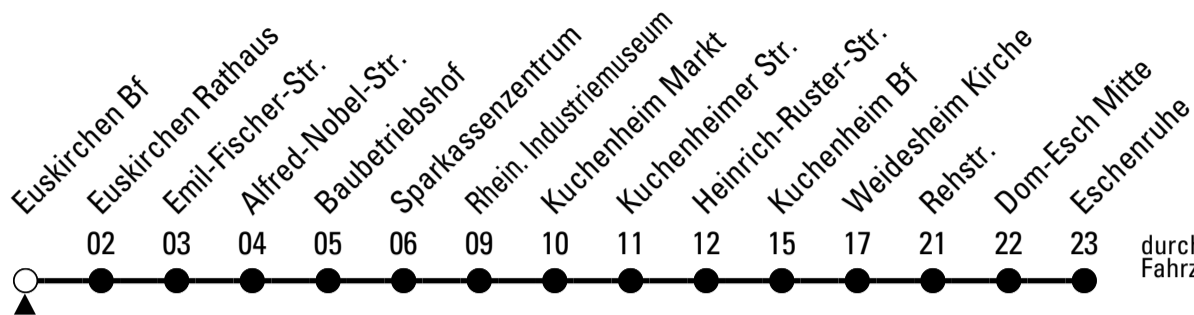 Euskirchen Bf
Euskirchen Rathaus
Emil-Fischer-Str.
Alfred-Nobel-Str.
Baubetriebshof
Sparkassenzentrum
Rhein. Industriemuseum
Kuchenheim Markt
Kuchenheimer Str.
Heinrich-Ruster-Str.
Kuchenheim Bf
Weidesheim Kirche
Rehstr.
Dom-Esch Mitte
Eschenruhe
02 03 04 05 06 09 10 11 12 15 17 21 22 23
durch
Fahrz